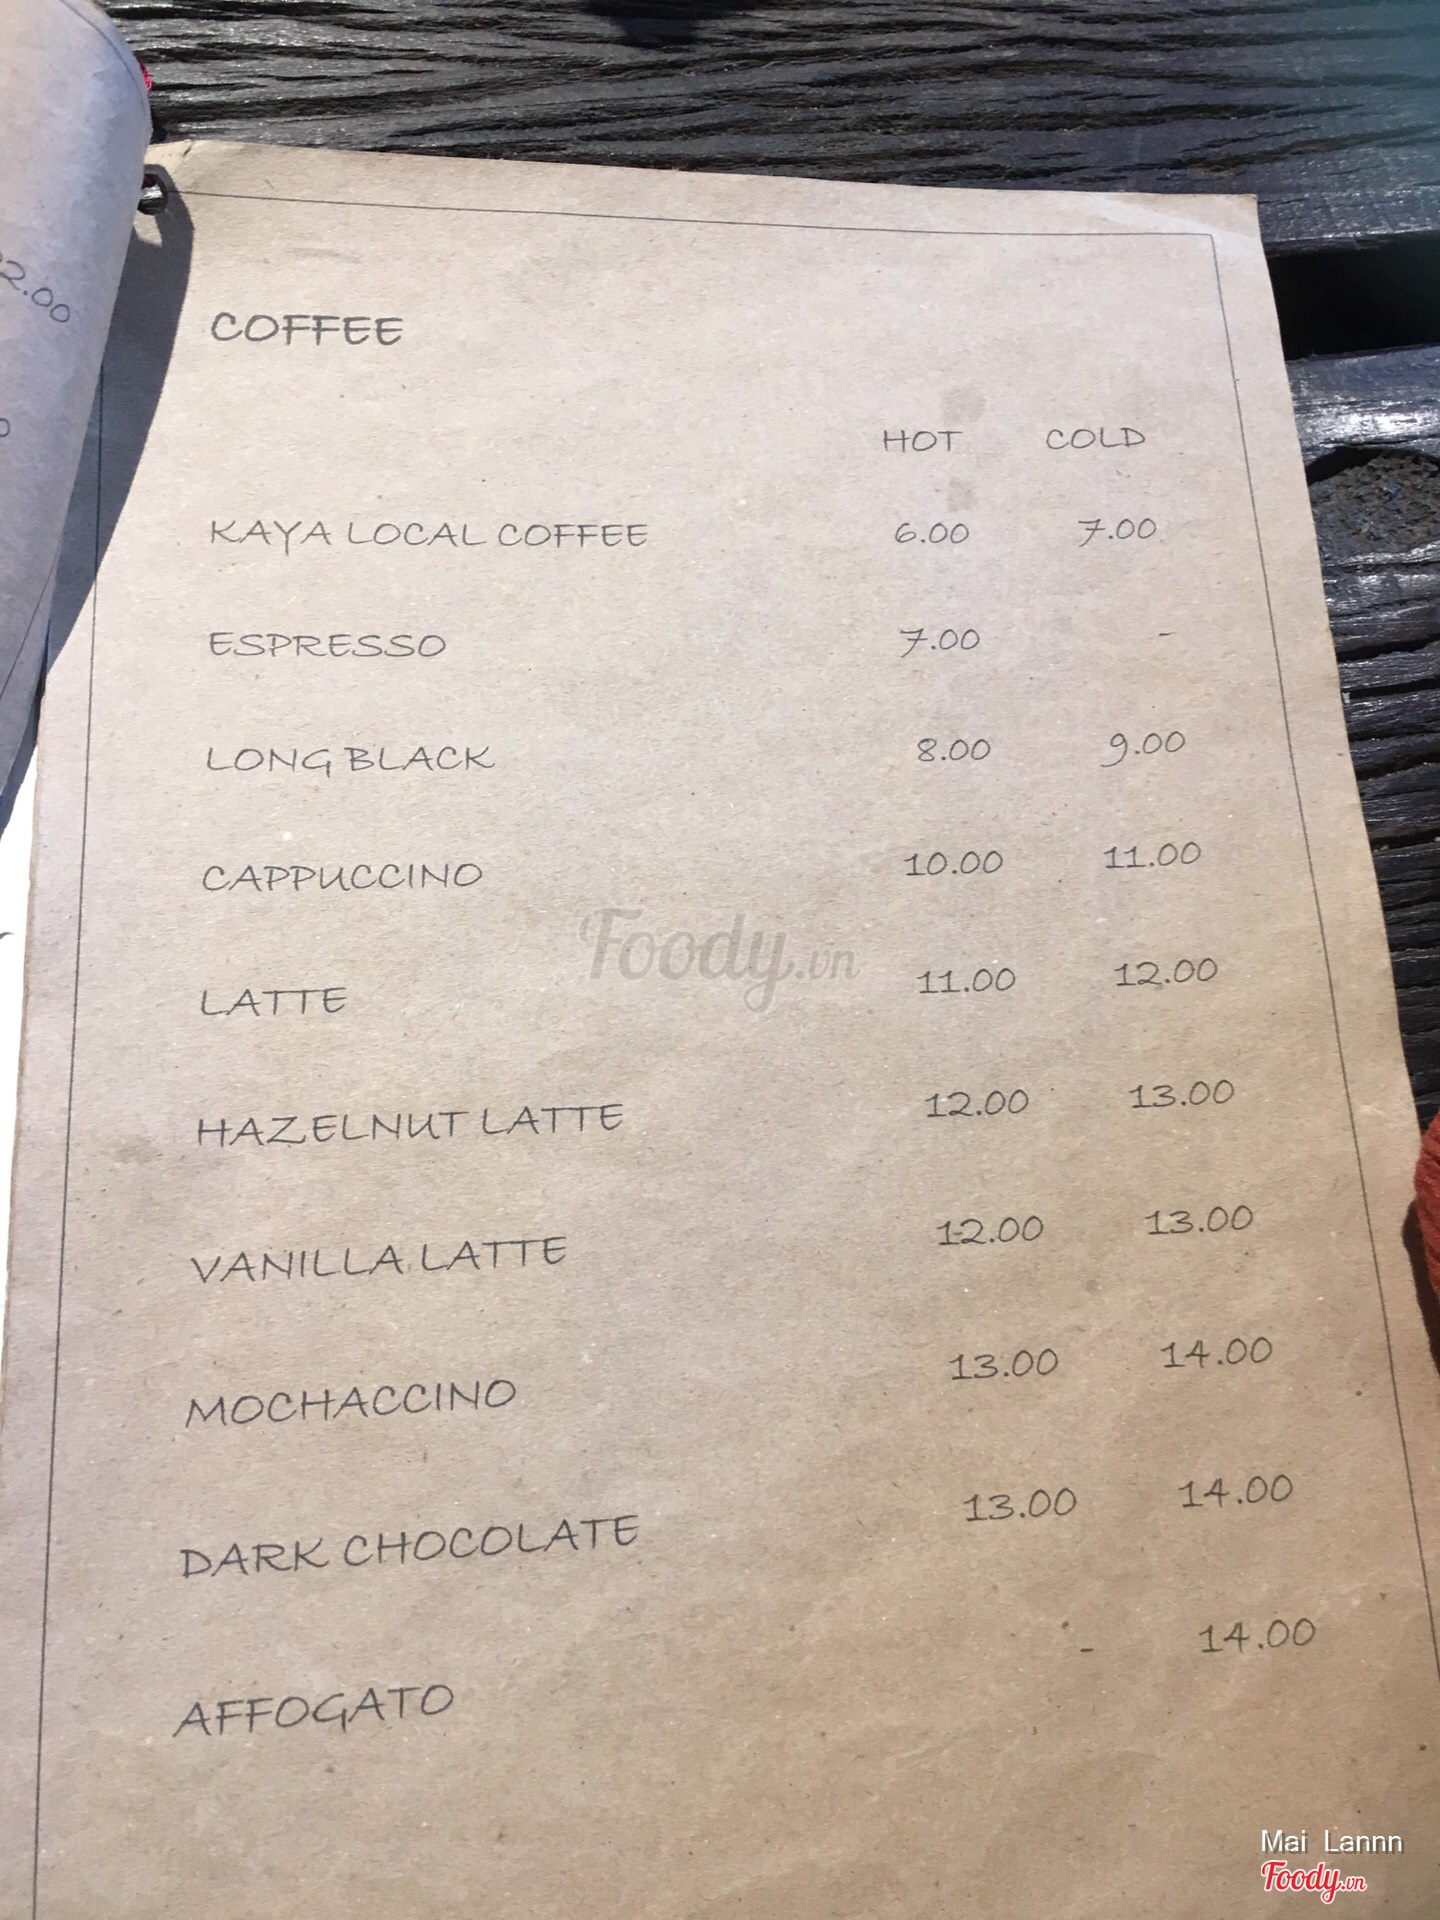 COFFEE
HOT COLD
KAYA LOCAL COFFEE 6.00 7.00
ESPRESSO 7.00 -
LONG BLACK 8.00 9.00
CAPPUCCINO 10.00 11.00
LATTE 11.00 12.00
HAZELNUT LATTE 12.00 13.00
VANILLA LATTE 12.00 13.00
MOCHACCINO 13.00 14.00
DARK CHOCOLATE 13.00 14.00
AFFOGATO - 14.00
Foody.vn
Mai Lannn
Foody.vn